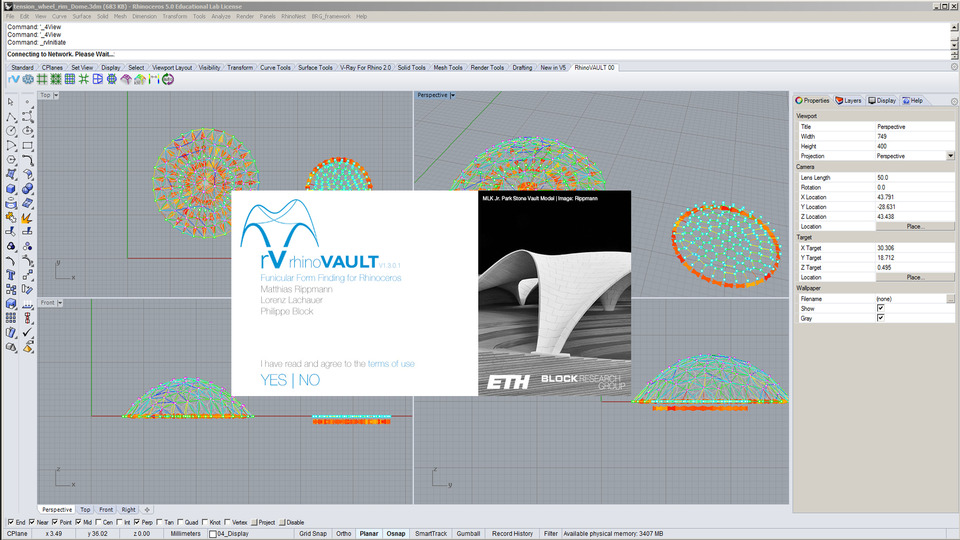 tension_wheel_rim_Dome.3dm (683 KB) - Rhinoceros 5.0 Educational Lab License
File Edit View Curve Surface Solid Mesh Dimension Transform Tools Analyze Render Panels RhinoNest BRG_framework Help
Command: '_4View
Command: '_4View
Command: _rvInitiate
Connecting to Network. Please Wait...:
Standard CPlanes Set View Display Select Viewport Layout Visibility Transform Curve Tools Surface Tools V-Ray For Rhino 2.0 Solid Tools Mesh Tools Render Tools Drafting New in V5 RhinoVAULT 00
Top
Perspective
Properties Layers Display Help
Viewport
Title Perspective
Width 749
Height 400
Projection Perspective
Camera
Lens Length 50.0
Rotation 0.0
X Location 43.791
Y Location -28.631
Z Location 43.438
Location Place...
Target
X Target 30.306
Y Target 18.712
Z Target 0.495
Location Place...
Wallpaper
Filename (none) ...
Show
Gray
MLK Jr. Park Stone Vault Model | Image: Rippmann
rV rhinoVAULT V1.3.0.1
Funicular Form Finding for Rhinoceros
Matthias Rippmann
Lorenz Lachauer
Philippe Block
I have read and agree to the terms of use
YES | NO
ETH BLOCK RESEARCH GROUP
y
x
Front
z
x
z
y
Perspective Top Front Right
End Near Point Mid Cen Int Perp Tan Quad Knot Vertex Project Disable
CPlane x 3.49 y 36.02 z 0.00 Millimeters 04_Display Grid Snap Ortho Planar Osnap SmartTrack Gumball Record History Filter Available physical memory: 3407 MB